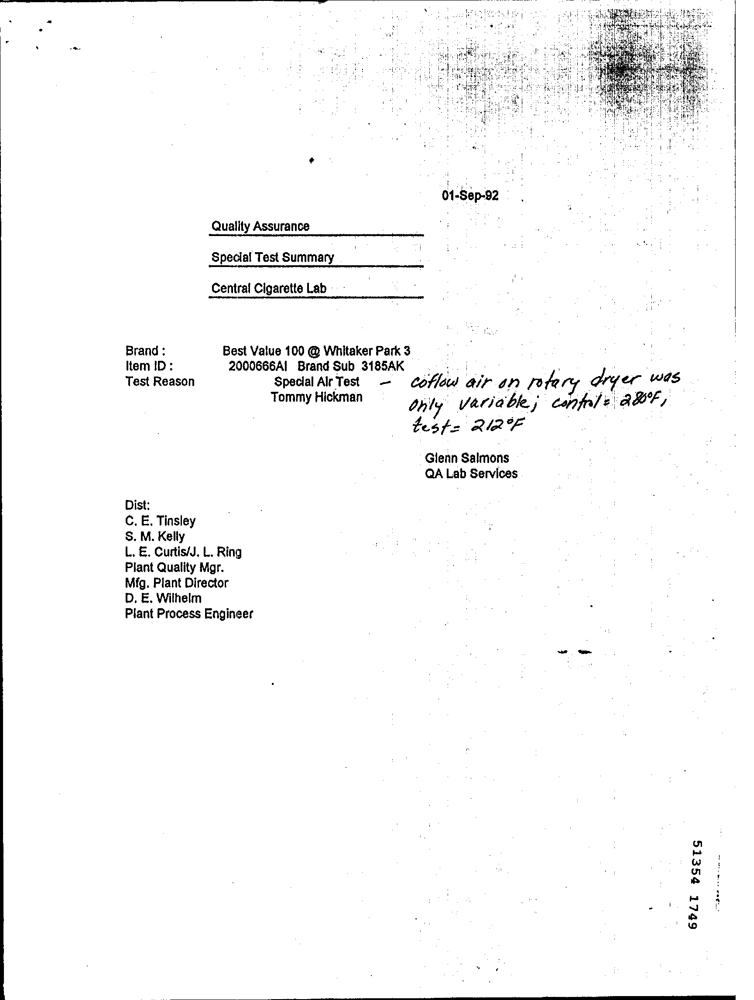 01-Sep-92
Quality Assurance
Special Test Summary
Central Cigarette Lab
Brand : Best Value 100 @ Whitaker Park 3
Item ID : 2000666AI Brand Sub 3185AK
Test Reason Special Air Test – coflow air on rotary dryer was
Tommy Hickman only variable; control= 280°F,
test= 212°F
Glenn Salmons
QA Lab Services
Dist:
C. E. Tinsley
S. M. Kelly
L. E. Curtis/J. L. Ring
Plant Quality Mgr.
Mfg. Plant Director
D. E. Wilhelm
Plant Process Engineer
51354 1749